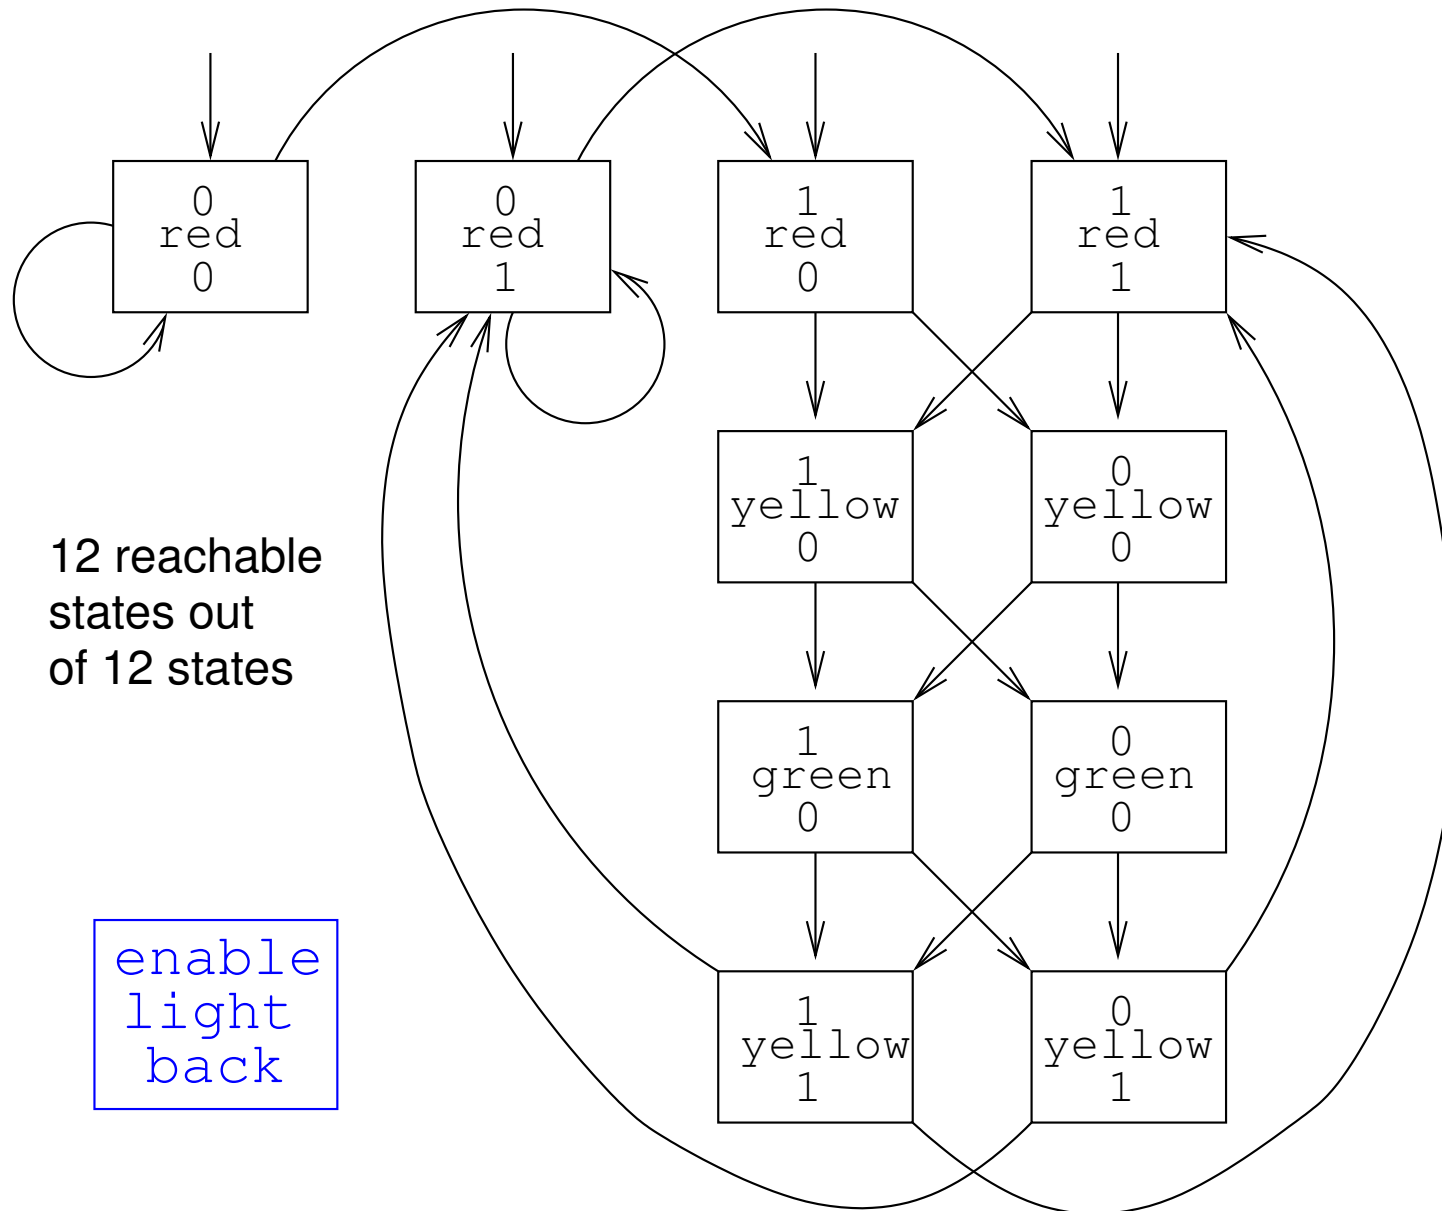 0
red
0
0
red
1
1
red
0
1
red
1
1
yellow
0
0
yellow
0
12 reachable
states out
of 12 states
1
green
0
0
green
0
enable
light
back
1
yellow
1
0
yellow
1